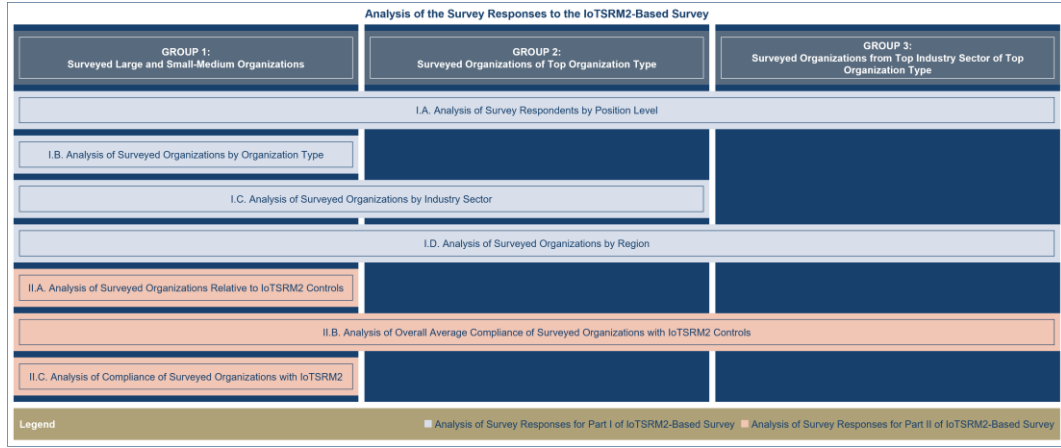 Analysis of the Survey Responses to the IoTSRM2-Based Survey
GROUP 1:
Surveyed Large and Small-Medium Organizations
GROUP 2:
Surveyed Organizations of Top Organization Type
GROUP 3:
Surveyed Organizations from Top Industry Sector of Top
Organization Type
I.A. Analysis of Survey Respondents by Position Level
I.B. Analysis of Surveyed Organizations by Organization Type
I.C. Analysis of Surveyed Organizations by Industry Sector
I.D. Analysis of Surveyed Organizations by Region
II.A. Analysis of Surveyed Organizations Relative to IoTSRM2 Controls
II.B. Analysis of Overall Average Compliance of Surveyed Organizations with IoTSRM2 Controls
II.C. Analysis of Compliance of Surveyed Organizations with IoTSRM2
Legend
Analysis of Survey Responses for Part I of IoTSRM2-Based Survey
Analysis of Survey Responses for Part II of IoTSRM2-Based Survey